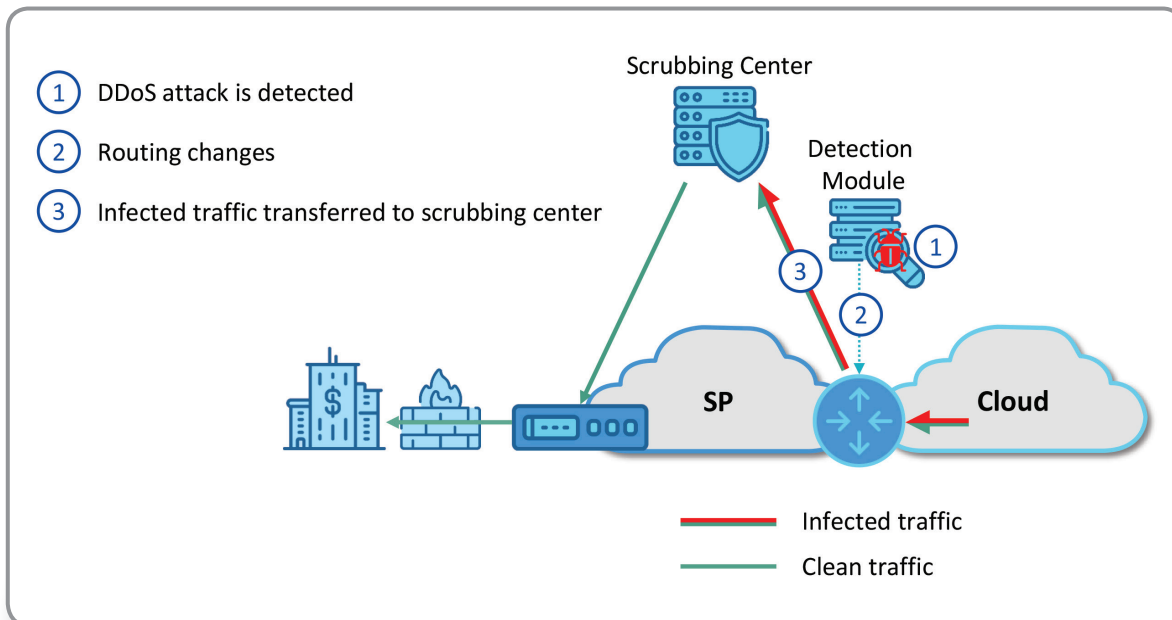 1 DDoS attack is detected
2 Routing changes
3 Infected traffic transferred to scrubbing center
Scrubbing Center
Detection
Module
1
3
2
$
SP
Cloud
Infected traffic
Clean traffic